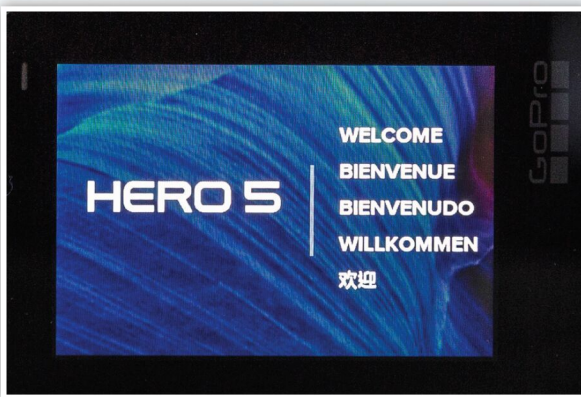 HERO 5
WELCOME
BIENVENUE
BIENVENUDO
WILLKOMMEN
欢迎
GoPro